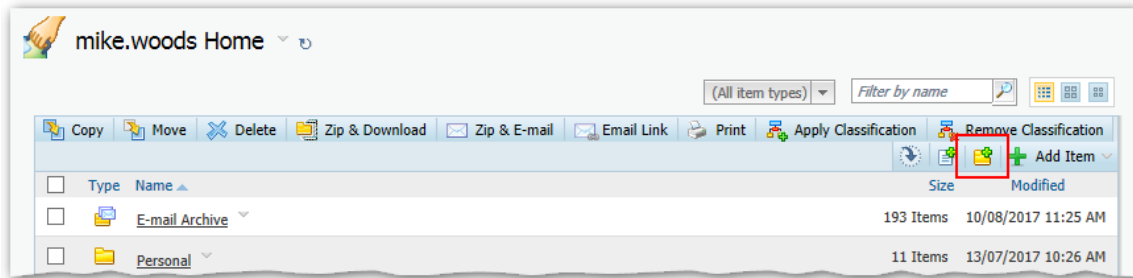 mike.woods Home
(All item types) Filter by name
Copy Move Delete Zip & Download Zip & E-mail Email Link Print Apply Classification Remove Classification
Add Item
Type Name Size Modified
E-mail Archive 193 Items 10/08/2017 11:25 AM
Personal 11 Items 13/07/2017 10:26 AM